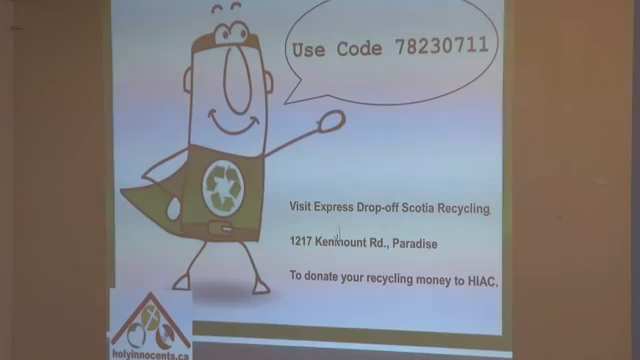 Use Code 78230711
Visit Express Drop-off Scotia Recycling
1217 Kenmount Rd., Paradise
To donate your recycling money to HIAC.
holyinnocents.ca